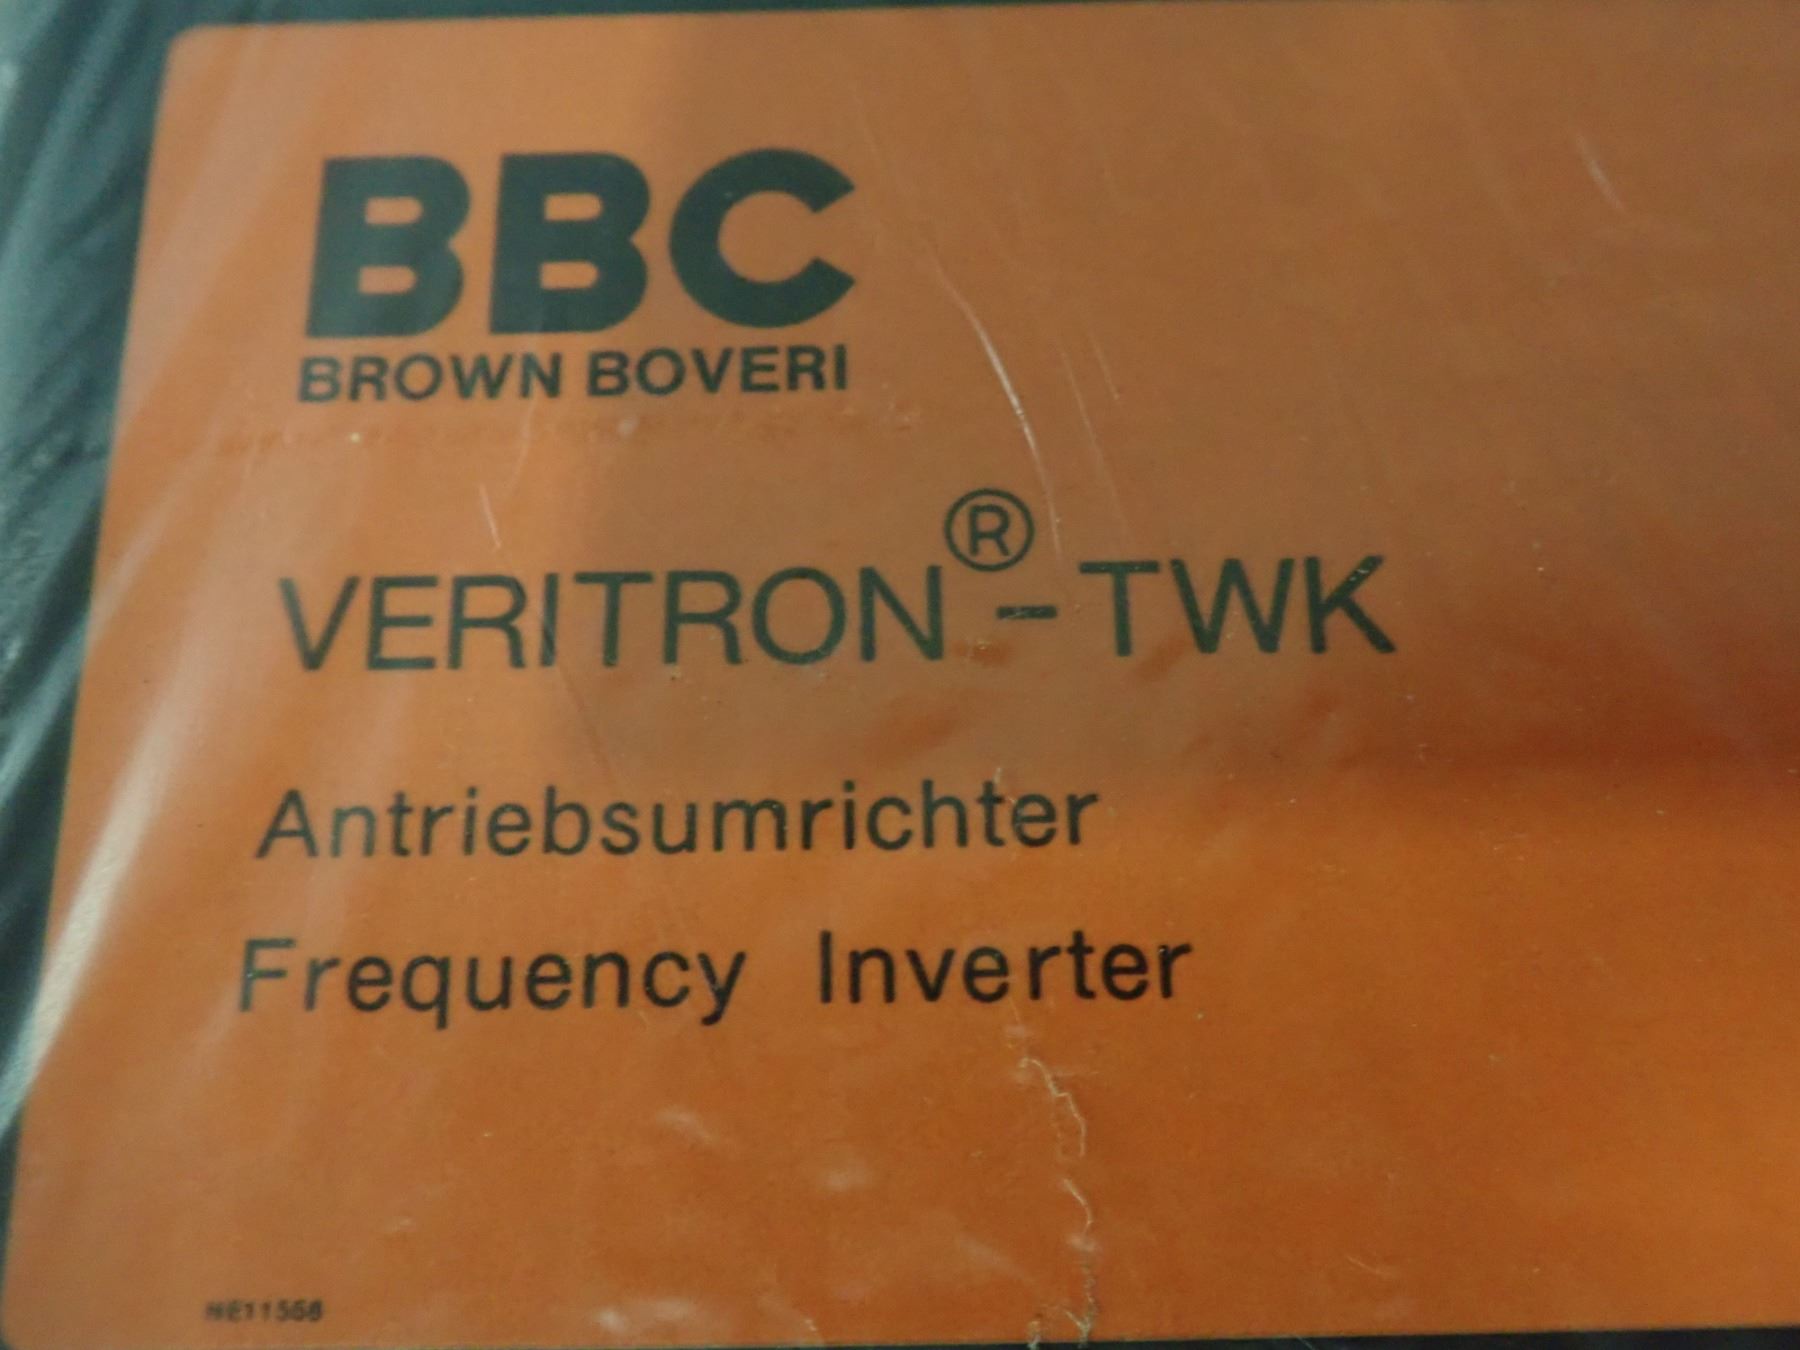 BBC
BROWN BOVERI
VERITRON®-TWK
Antriebsumrichter
Frequency Inverter